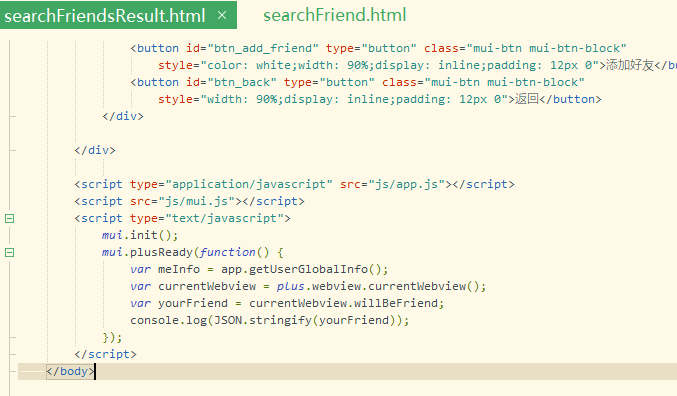 searchFriendsResult.html × searchFriend.html
<button id="btn_add_friend" type="button" class="mui-btn mui-btn-block"
style="color: white;width: 90%;display: inline;padding: 12px 0">添加好友</bu
<button id="btn_back" type="button" class="mui-btn mui-btn-block"
style="width: 90%;display: inline;padding: 12px 0">返回</button>
</div>
</div>
<script type="application/javascript" src="js/app.js"></script>
<script src="js/mui.js"></script>
<script type="text/javascript">
mui.init();
mui.plusReady(function() {
var meInfo = app.getUserGlobalInfo();
var currentWebview = plus.webview.currentWebview();
var yourFriend = currentWebview.willBeFriend;
console.log(JSON.stringify(yourFriend));
});
</script>
</body>